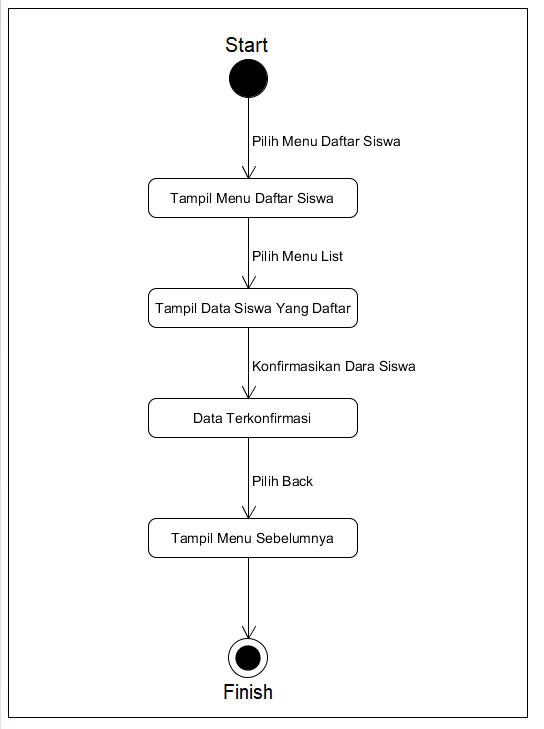 Start
Pilih Menu Daftar Siswa
Tampil Menu Daftar Siswa
Pilih Menu List
Tampil Data Siswa Yang Daftar
Konfirmasikan Dara Siswa
Data Terkonfirmasi
Pilih Back
Tampil Menu Sebelumnya
Finish